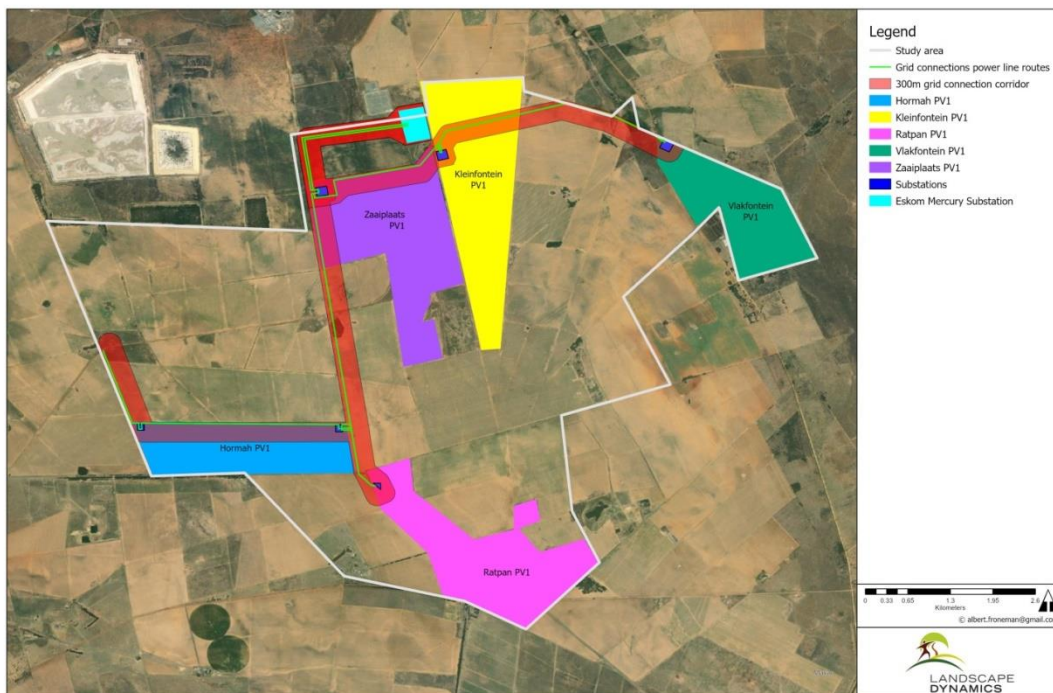 Legend
Study area
Grid connections power line routes
300m grid connection corridor
Hormah PV1
Kleinfontein PV1
Ratpan PV1
Vlakfontein PV1
Zaaiplaats PV1
Substations
Eskom Mercury Substation
Kleinfontein
PV1
Zaaiplaats
PV1
Vlakfontein
PV1
Hormah PV1
Ratpan PV1
0 0.33 0.65 1.3 1.95 2.6
Kilometers
© albert.froneman@gmail.co
LANDSCAPE
DYNAMICS